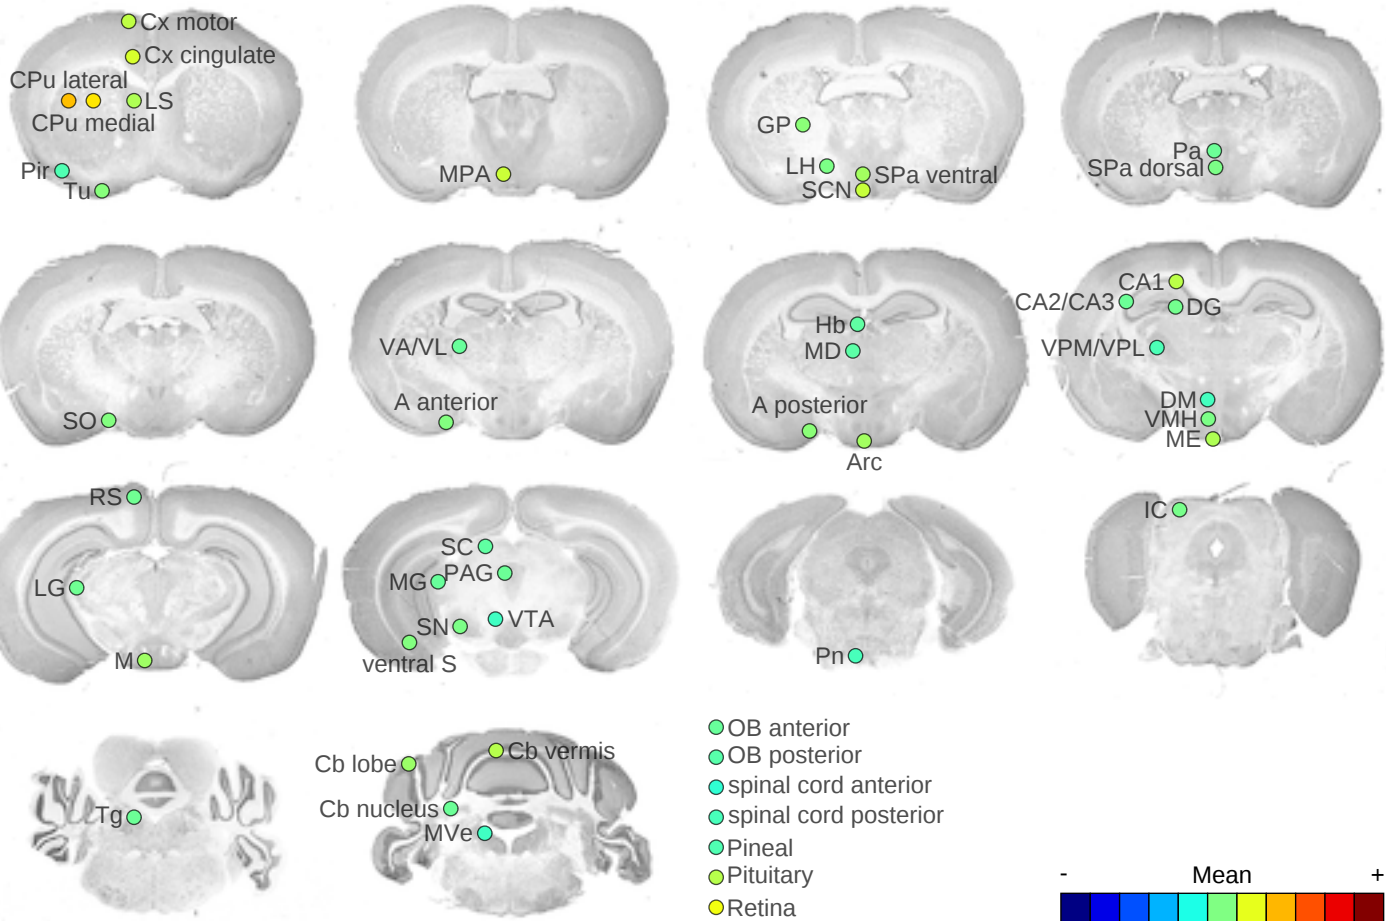 Cx motor
Cx cingulate
CPu lateral
LS
CPu medial
Pir
Tu
MPA
GP
LH
SPa ventral
SCN
Pa
SPa dorsal
SO
VA/VL
A anterior
Hb
MD
A posterior
Arc
CA1
CA2/CA3
DG
VPM/VPL
DM
VMH
ME
RS
LG
M
SC
MG
PAG
SN
VTA
ventral S
Pn
IC
Tg
Cb lobe
Cb vermis
Cb nucleus
MVe
OB anterior
OB posterior
spinal cord anterior
spinal cord posterior
Pineal
Pituitary
Retina
- Mean +